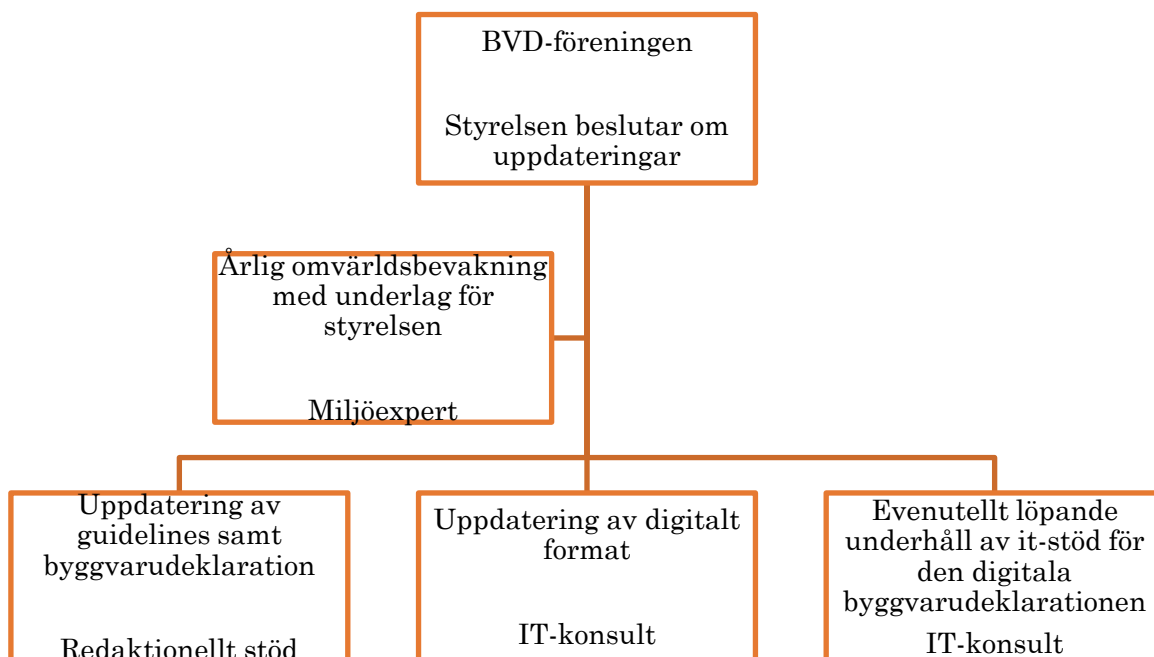 BVD-föreningen
Styrelsen beslutar om
uppdateringar
Årlig omvärldsbevakning
med underlag för
styrelsen
Miljöexpert
Uppdatering av
guidelines samt
byggvarudeklaration
Redaktionellt stöd
Uppdatering av digitalt
format
IT-konsult
Evenutellt löpande
underhåll av it-stöd för
den digitala
byggvarudeklarationen
IT-konsult